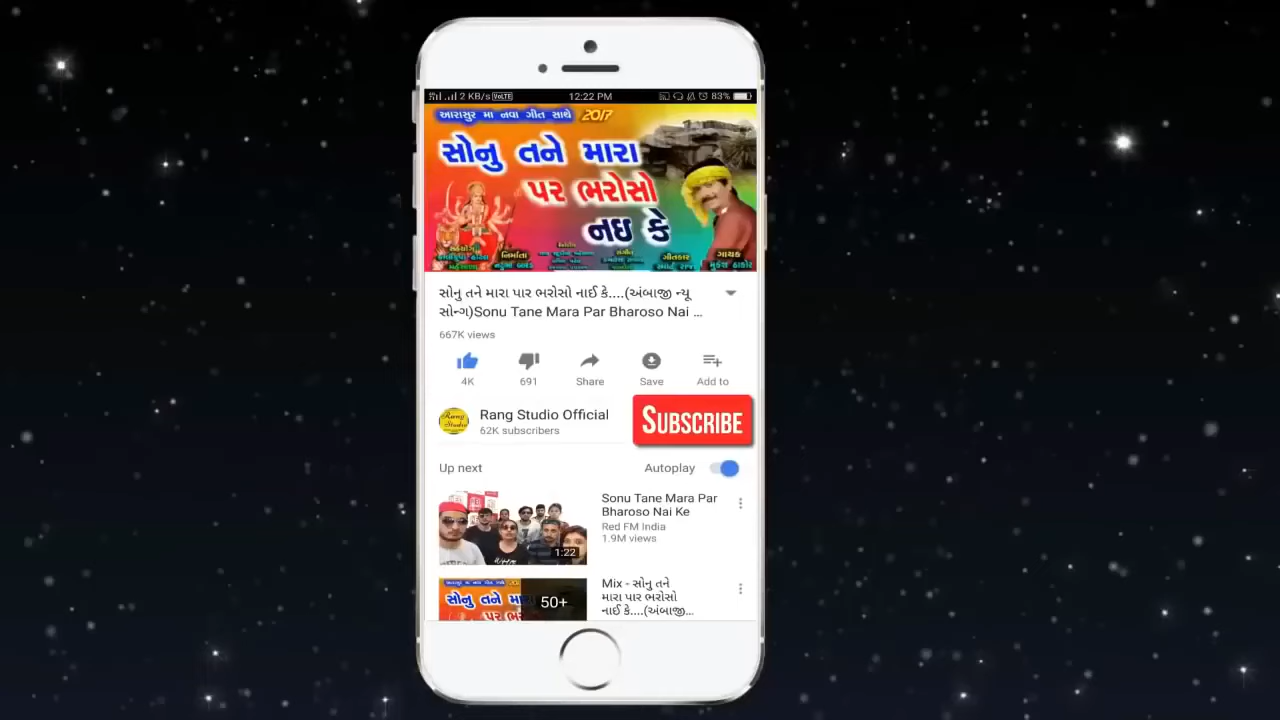 2 KB/s VoLTE 12:22 PM 83%
આરાસુર મા નવા ગીત સાથે 2017
સોનુ તને મારા
પર ભરોસો
નઇ કે
નિર્માતા
સંગીત
ગીતકાર
ગાયક
મુકેશ ઠાકોર
સોનુ તને મારા પાર ભરોસો નાઈ કે....(અંબાજી ન્યૂ
સોન્ગ)Sonu Tane Mara Par Bharoso Nai ...
667K views
4K 691 Share Save Add to
Rang Studio Official
62K subscribers
SUBSCRIBE
Up next Autoplay
Sonu Tane Mara Par
Bharoso Nai Ke
Red FM India
1.9M views
1:22
Mix - સોનુ તને
મારા પાર ભરોસો
નાઈ કે....(અંબાજી...
50+